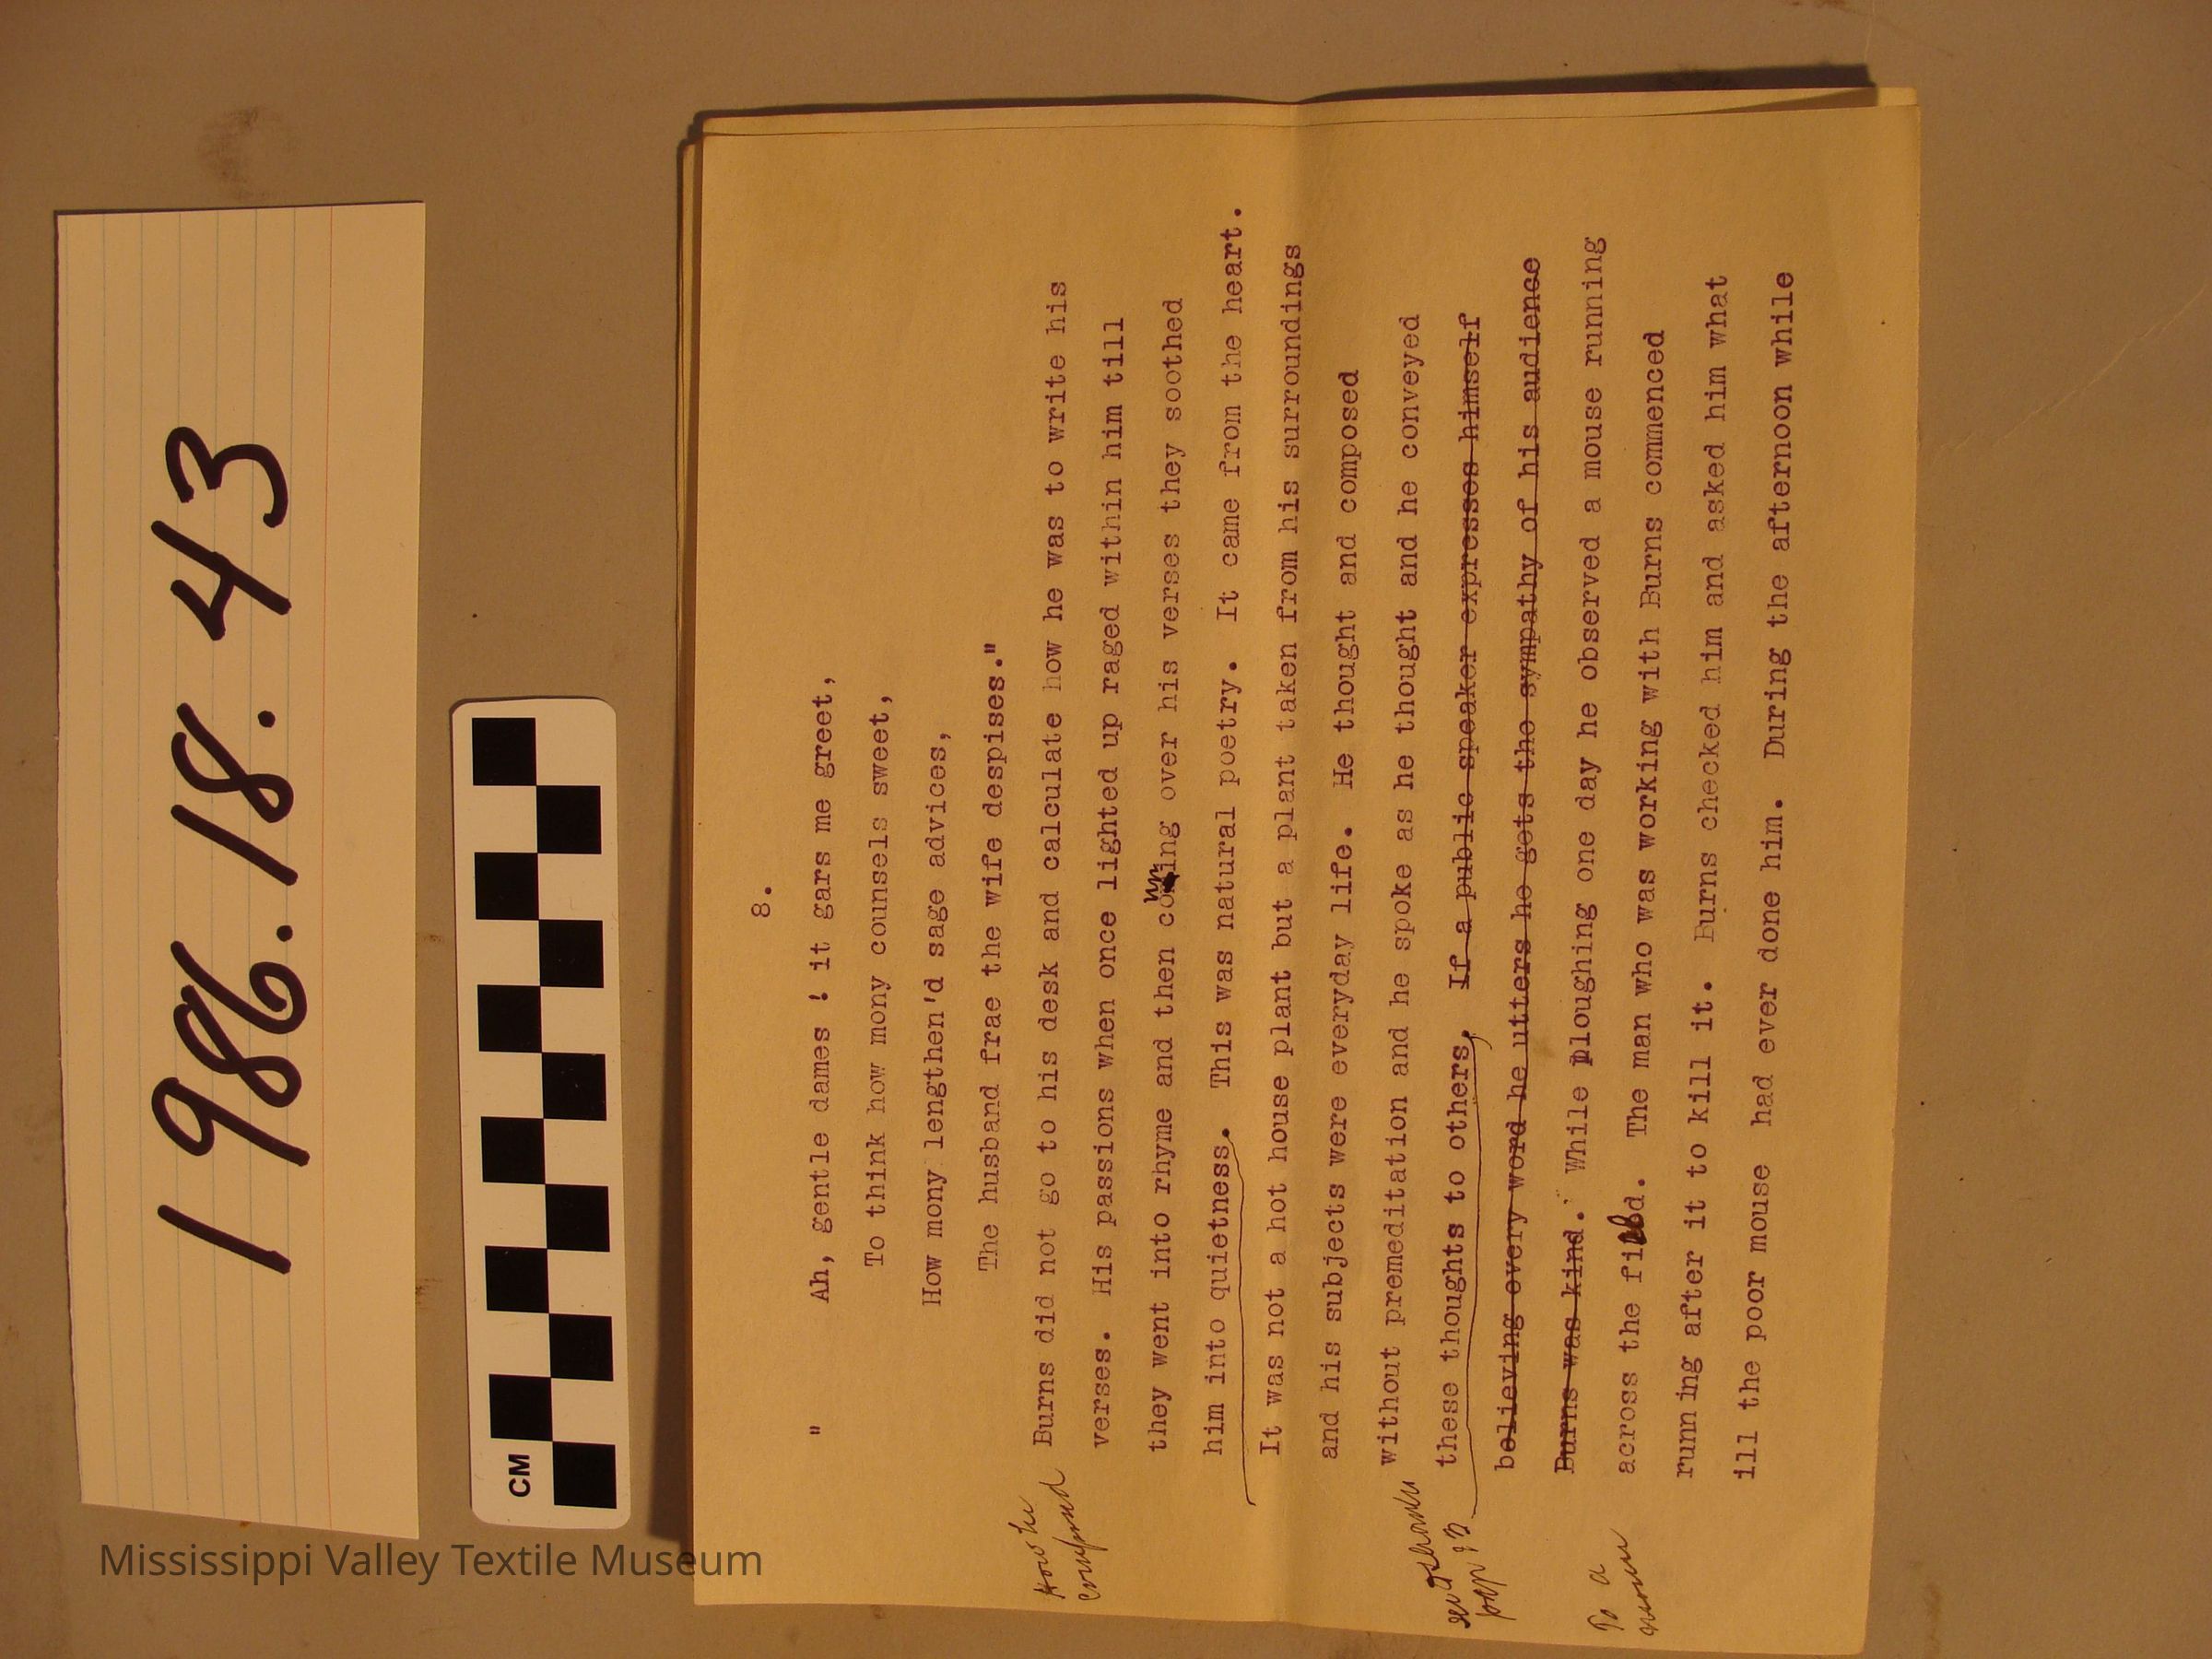 1986.18.43
CM
Mississippi Valley Textile Museum
8.
" Ah, gentle dames ! it gars me greet,
To think how mony counsels sweet,
How mony lengthen'd sage advices,
The husband frae the wife despises."
How he
composed
Burns did not go to his desk and calculate how he was to write his
verses. His passions when once lighted up raged within him till
they went into rhyme and then conning over his verses they soothed
him into quietness. This was natural poetry. It came from the heart.
It was not a hot house plant but a plant taken from his surroundings
and his subjects were everyday life. He thought and composed
without premeditation and he spoke as he thought and he conveyed
these thoughts to others. If a public speaker expresses himself
believing every word he utters he gets the sympathy of his audience
Burns was kind. While ploughing one day he observed a mouse running
To a
mouse
across the field. The man who was working with Burns commenced
running after it to kill it. Burns checked him and asked him what
ill the poor mouse had ever done him. During the afternoon while